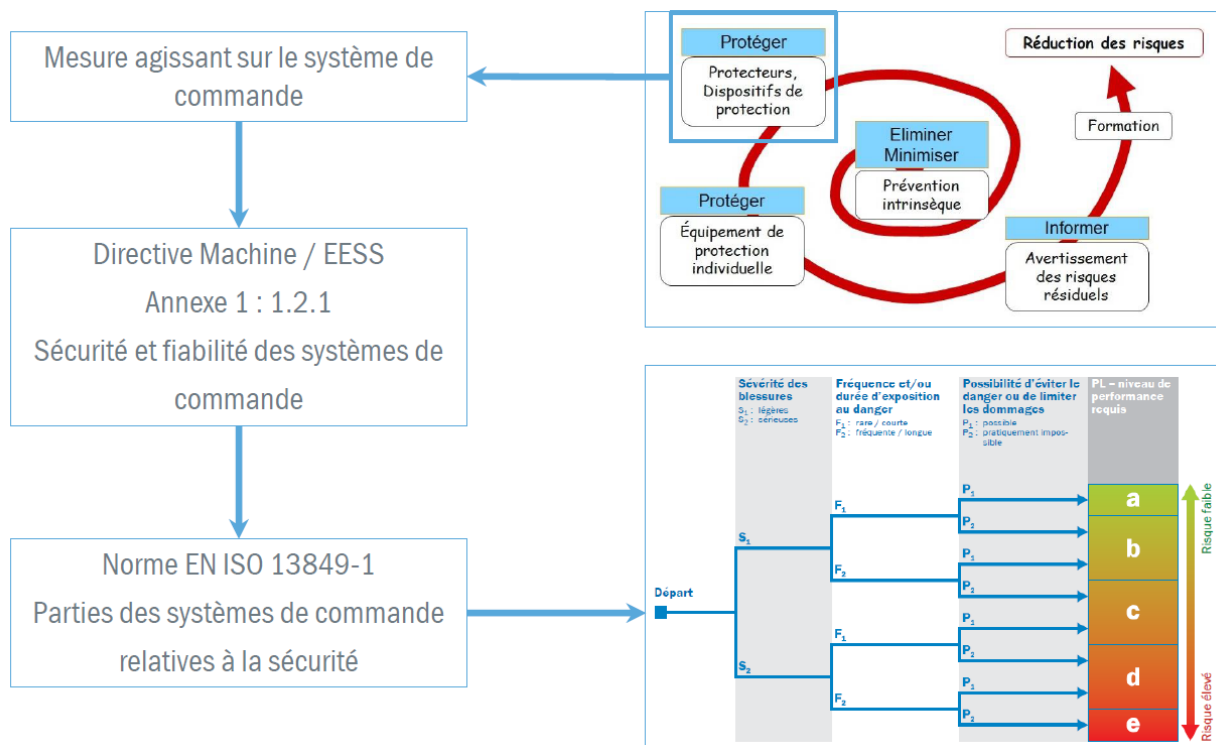 Mesure agissant sur le système de
commande
Directive Machine / EESS
Annexe 1 : 1.2.1
Sécurité et fiabilité des systèmes de
commande
Norme EN ISO 13849-1
Parties des systèmes de commande
relatives à la sécurité
Protéger
Protecteurs,
Dispositifs de
protection
Réduction des risques
Formation
Eliminer
Minimiser
Prévention
intrinsèque
Protéger
Équipement de
protection
individuelle
Informer
Avertissement
des risques
résiduels
Sévérité des
blessures
S₁ : légères
S₂ : sérieuses
Fréquence et/ou
durée d'exposition
au danger
F₁ : rare / courte
F₂ : fréquente / longue
Possibilité d'éviter le
danger ou de limiter
les dommages
P₁ : possible
P₂ : pratiquement impos-
sible
PL – niveau de
performance
requis
Départ
S₁
S₂
F₁
F₂
F₁
F₂
P₁
P₂
P₁
P₂
P₁
P₂
P₁
P₂
a
b
c
d
e
Risque faible
Risque élevé